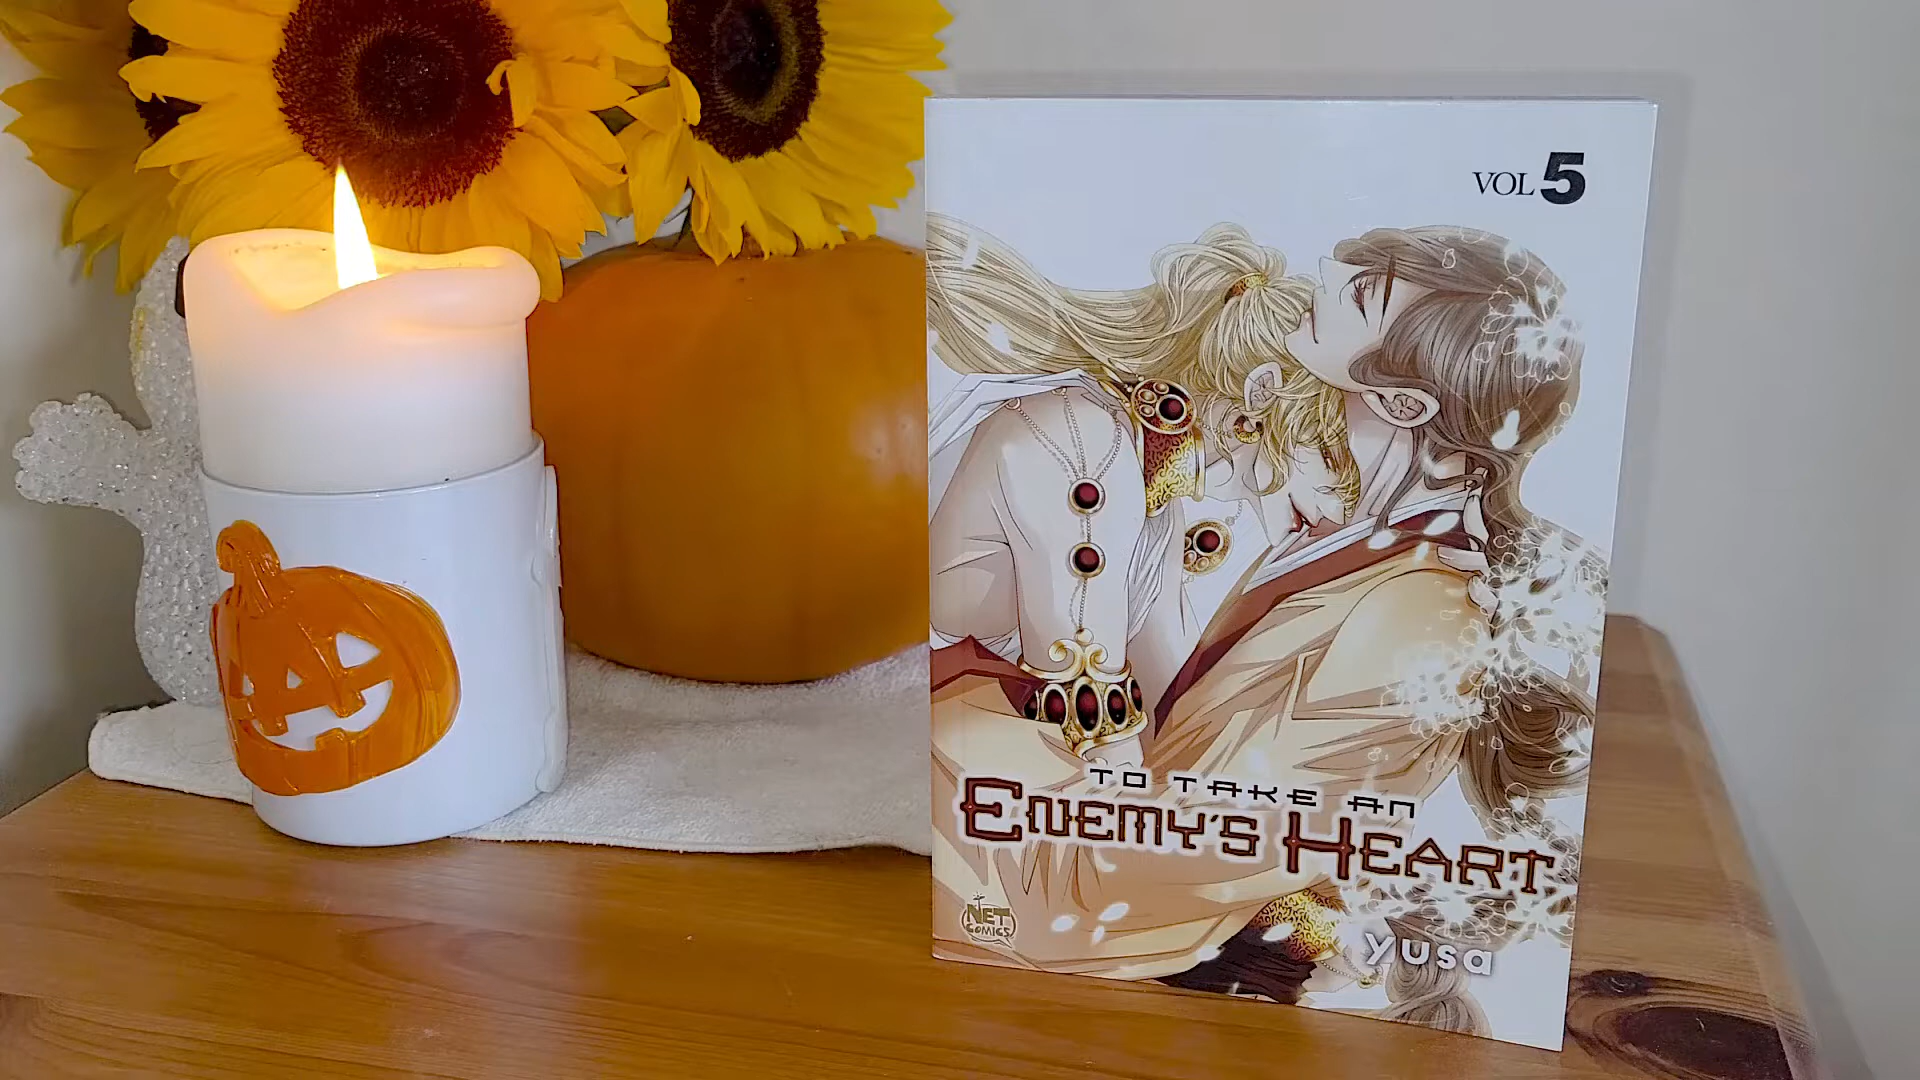 VOL 5
TO TAKE AN
ENEMY'S HEART
NET
COMICS
yusa